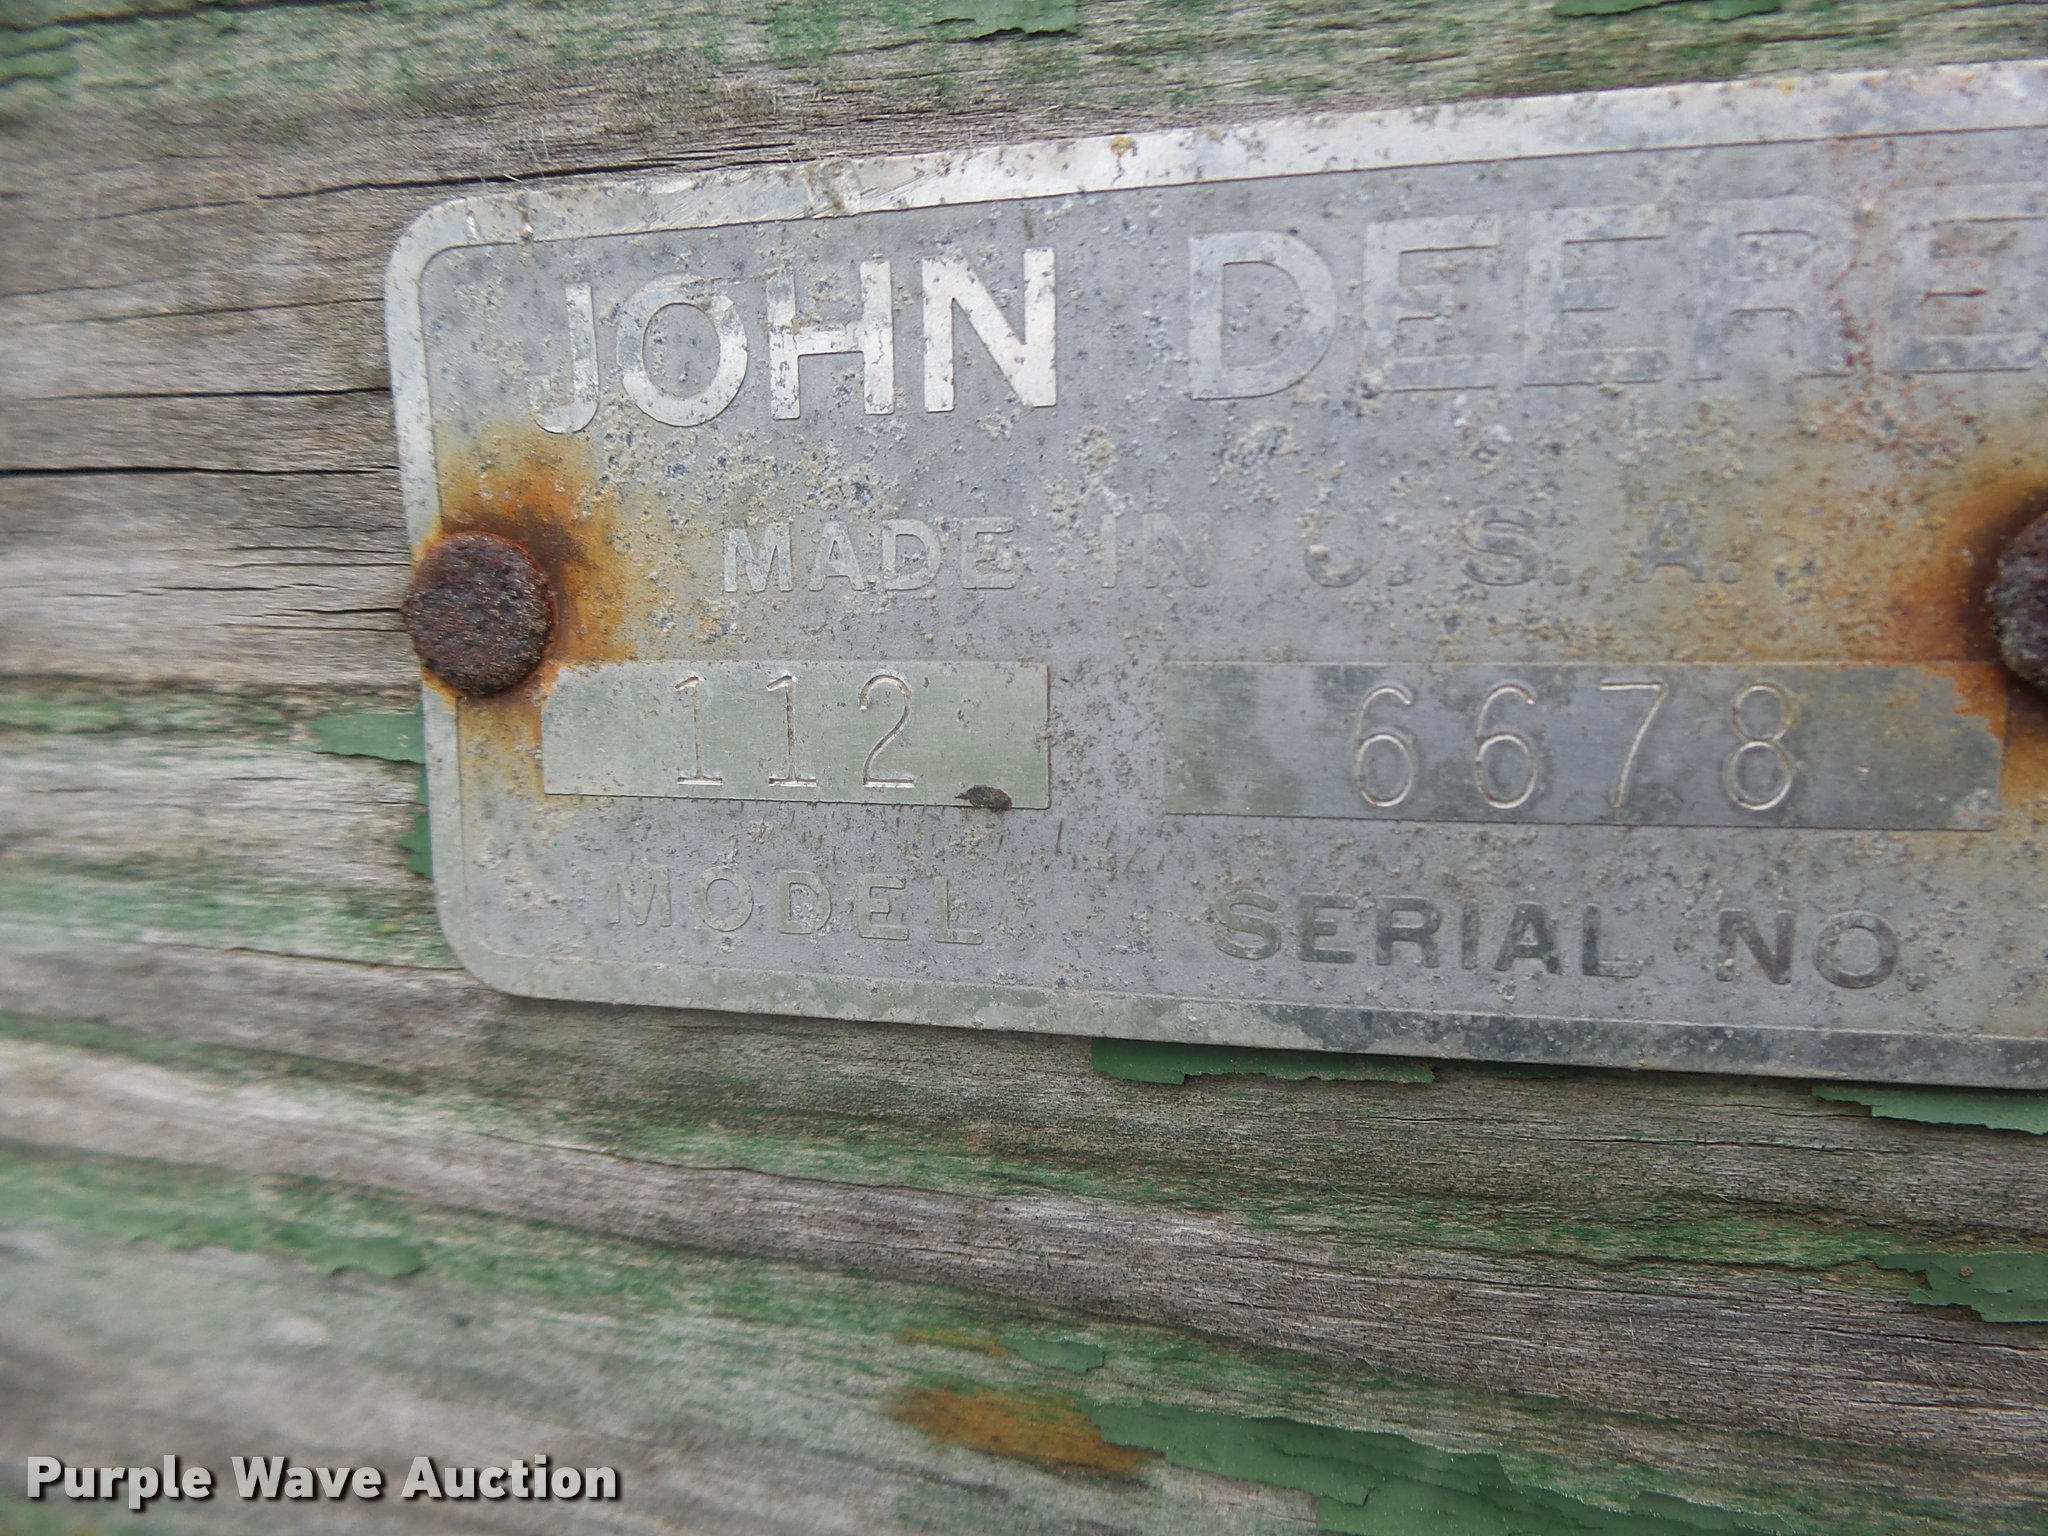 JOHN DEERE
MADE IN U. S. A.
112 6678
MODEL SERIAL NO.
Purple Wave Auction